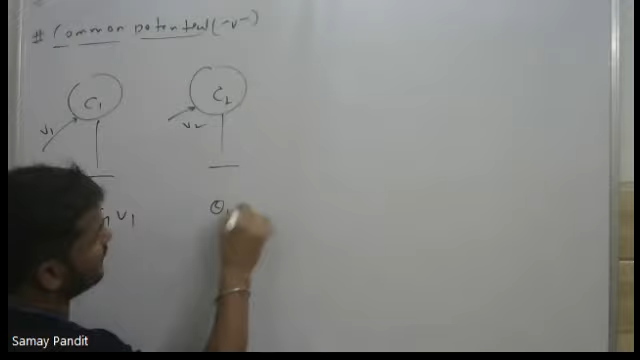 # Common potential (-V-)
C1 C2
V1 V2
V1 Q
Samay Pandit